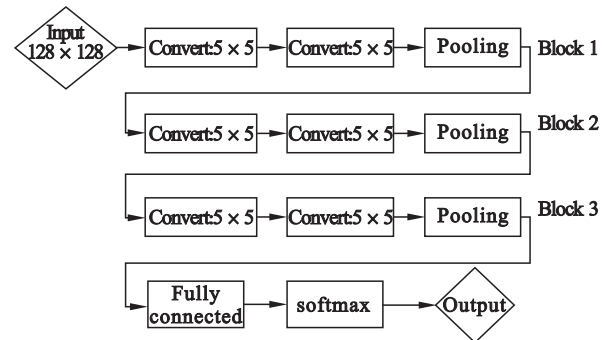 Input
128 × 128
Convert:5 × 5
Convert:5 × 5
Pooling
Block 1
Convert:5 × 5
Convert:5 × 5
Pooling
Block 2
Convert:5 × 5
Convert:5 × 5
Pooling
Block 3
Fully
connected
softmax
Output